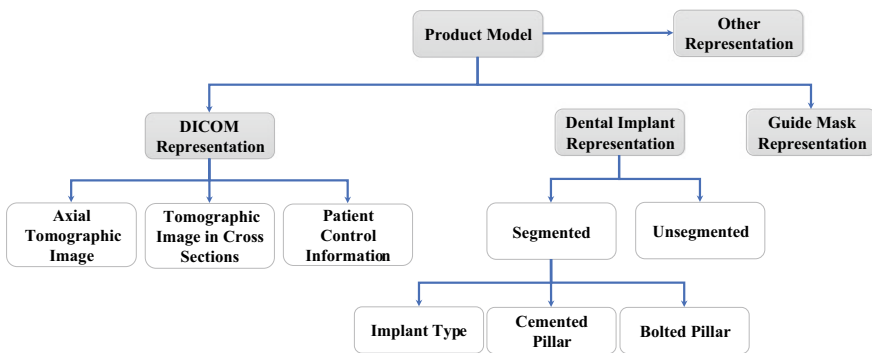 Product Model
Other
Representation
DICOM
Representation
Dental Implant
Representation
Guide Mask
Representation
Axial
Tomographic
Image
Tomographic
Image in Cross
Sections
Patient
Control
Information
Segmented
Unsegmented
Implant Type
Cemented
Pillar
Bolted Pillar